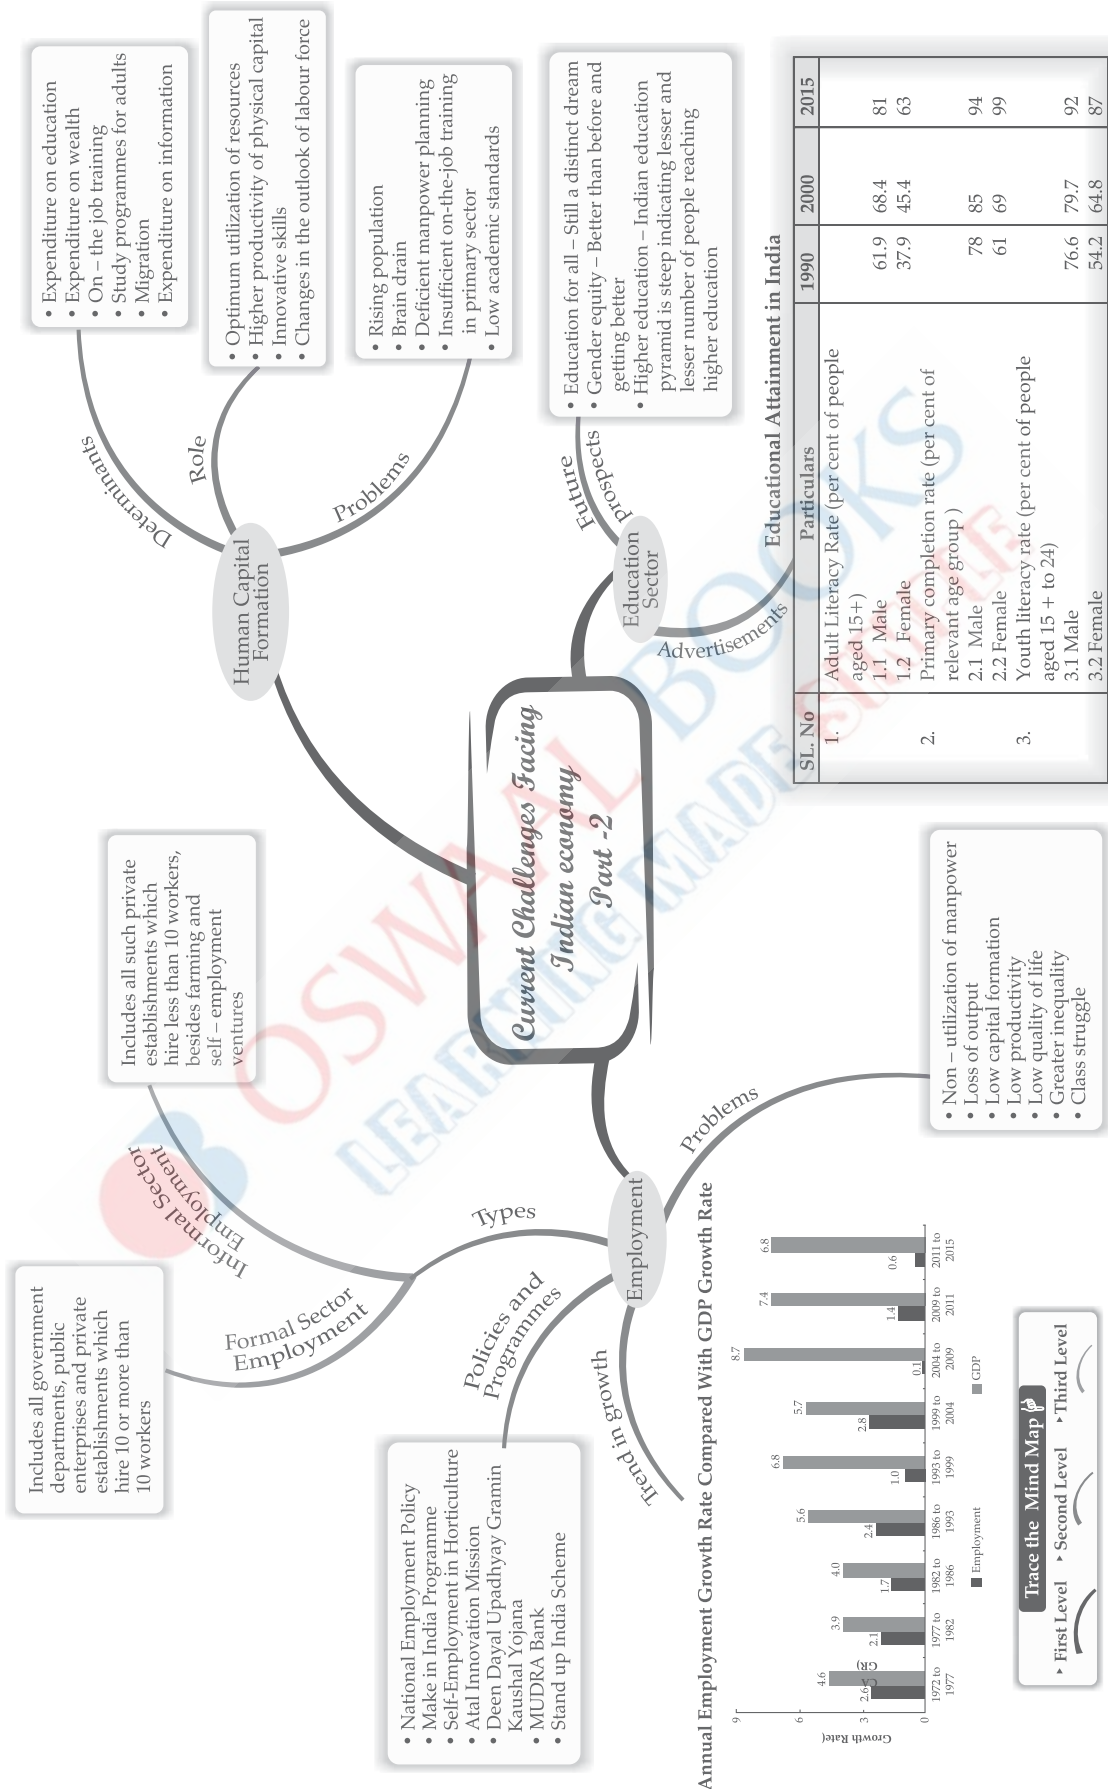 Current Challenges Facing
Indian economy
Part -2
Human Capital
Formation
Determinants
• Expenditure on education
• Expenditure on wealth
• On – the job training
• Study programmes for adults
• Migration
• Expenditure on information
Role
• Optimum utilization of resources
• Higher productivity of physical capital
• Innovative skills
• Changes in the outlook of labour force
Problems
• Rising population
• Brain drain
• Deficient manpower planning
• Insufficient on-the-job training
in primary sector
• Low academic standards
Education
Sector
Future
prospects
• Education for all – Still a distinct dream
• Gender equity – Better than before and
getting better
• Higher education – Indian education
pyramid is steep indicating lesser and
lesser number of people reaching
higher education
Advertisements
Educational Attainment in India
SL. No Particulars 1990 2000 2015
1. Adult Literacy Rate (per cent of people
aged 15+)
1.1 Male 61.9 68.4 81
1.2 Female 37.9 45.4 63
2. Primary completion rate (per cent of
relevant age group )
2.1 Male 78 85 94
2.2 Female 61 69 99
3. Youth literacy rate (per cent of people
aged 15 + to 24)
3.1 Male 76.6 79.7 92
3.2 Female 54.2 64.8 87
Employment
Types
Formal Sector
Employment
Includes all government
departments, public
enterprises and private
establishments which
hire 10 or more than
10 workers
Informal Sector
Employment
Includes all such private
establishments which
hire less than 10 workers,
besides farming and
self – employment
ventures
Policies and
Programmes
• National Employment Policy
• Make in India Programme
• Self-Employment in Horticulture
• Atal Innovation Mission
• Deen Dayal Upadhyay Gramin
Kaushal Yojana
• MUDRA Bank
• Stand up India Scheme
Problems
• Non – utilization of manpower
• Loss of output
• Low capital formation
• Low productivity
• Low quality of life
• Greater inequality
• Class struggle
Trend in growth
Annual Employment Growth Rate Compared With GDP Growth Rate
9
6
3
0
Growth Rate(
CA
GR)
2.6 4.6
2.1 3.9
1.7 4.0
2.4 5.6
1.0 6.8
2.8 5.7
0.1 8.7
1.4 7.4
0.6 6.8
1972 to 1977 to 1982 to 1986 to 1993 to 1999 to 2004 to 2009 to 2011 to
1977 1982 1986 1993 1999 2004 2009 2011 2015
Employment GDP
Trace the Mind Map
▸ First Level ▸ Second Level ▸ Third Level
OSWAAL BOOKS
LEARNING MADE SIMPLE